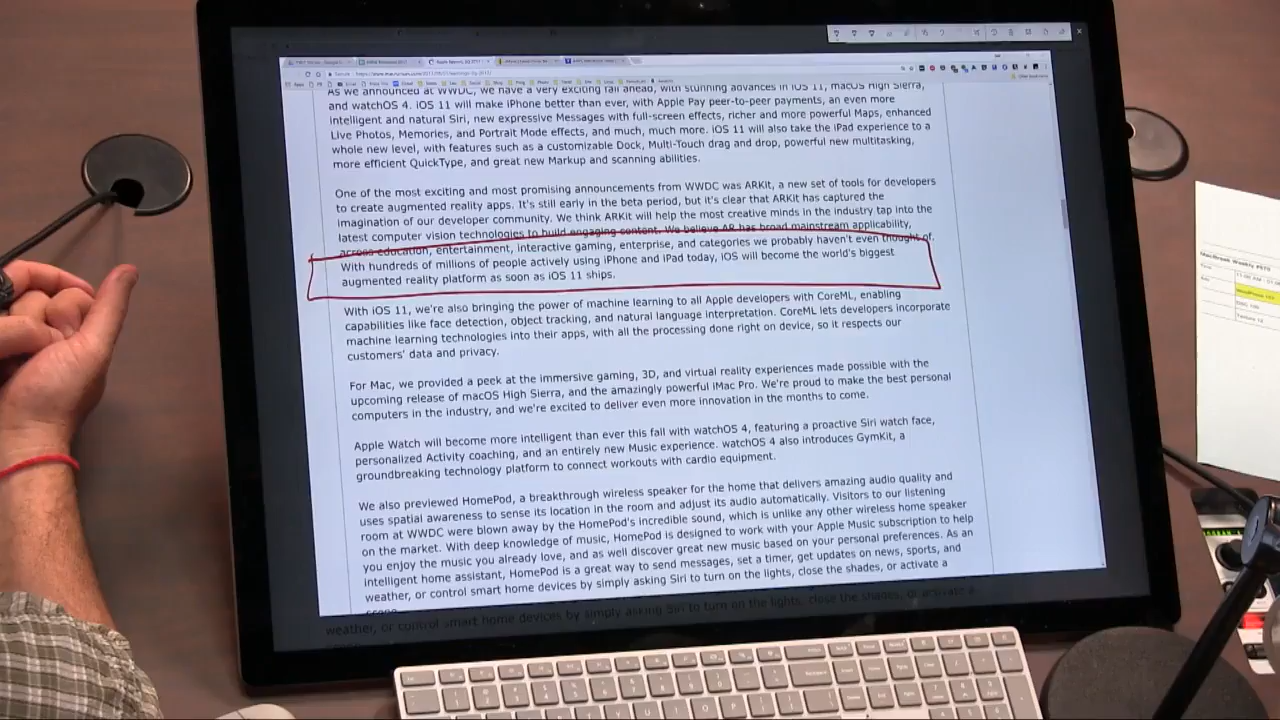 As we announced at WWDC, we have a very exciting fall ahead, with stunning advances in iOS 11, macOS High Sierra,
and watchOS 4. iOS 11 will make iPhone better than ever, with Apple Pay peer-to-peer payments, an even more
intelligent and natural Siri, new expressive Messages with full-screen effects, richer and more powerful Maps, enhanced
Live Photos, Memories, and Portrait Mode effects, and much, much more. iOS 11 will also take the iPad experience to a
whole new level, with features such as a customizable Dock, Multi-Touch drag and drop, powerful new multitasking,
more efficient QuickType, and great new Markup and scanning abilities.
One of the most exciting and most promising announcements from WWDC was ARKit, a new set of tools for developers
to create augmented reality apps. It's still early in the beta period, but it's clear that ARKit has captured the
imagination of our developer community. We think ARKit will help the most creative minds in the industry tap into the
latest computer vision technologies to build engaging content. We believe AR has broad mainstream applicability,
across education, entertainment, interactive gaming, enterprise, and categories we probably haven't even thought of.
With hundreds of millions of people actively using iPhone and iPad today, iOS will become the world's biggest
augmented reality platform as soon as iOS 11 ships.
With iOS 11, we're also bringing the power of machine learning to all Apple developers with CoreML, enabling
capabilities like face detection, object tracking, and natural language interpretation. CoreML lets developers incorporate
machine learning technologies into their apps, with all the processing done right on device, so it respects our
customers' data and privacy.
For Mac, we provided a peek at the immersive gaming, 3D, and virtual reality experiences made possible with the
upcoming release of macOS High Sierra, and the amazingly powerful iMac Pro. We're proud to make the best personal
computers in the industry, and we're excited to deliver even more innovation in the months to come.
Apple Watch will become more intelligent than ever this fall with watchOS 4, featuring a proactive Siri watch face,
personalized Activity coaching, and an entirely new Music experience. watchOS 4 also introduces GymKit, a
groundbreaking technology platform to connect workouts with cardio equipment.
We also previewed HomePod, a breakthrough wireless speaker for the home that delivers amazing audio quality and
uses spatial awareness to sense its location in the room and adjust its audio automatically. Visitors to our listening
room at WWDC were blown away by the HomePod's incredible sound, which is unlike any other wireless home speaker
on the market. With deep knowledge of music, HomePod is designed to work with your Apple Music subscription to help
you enjoy the music you already love, and as well discover great new music based on your personal preferences. As an
intelligent home assistant, HomePod is a great way to send messages, set a timer, get updates on news, sports, and
weather, or control smart home devices by simply asking Siri to turn on the lights, close the shades, or activate a
scene.
weather, or control smart home devices by simply asking Siri to turn on the lights, close the shades, or activate a
MacBreak Weekly